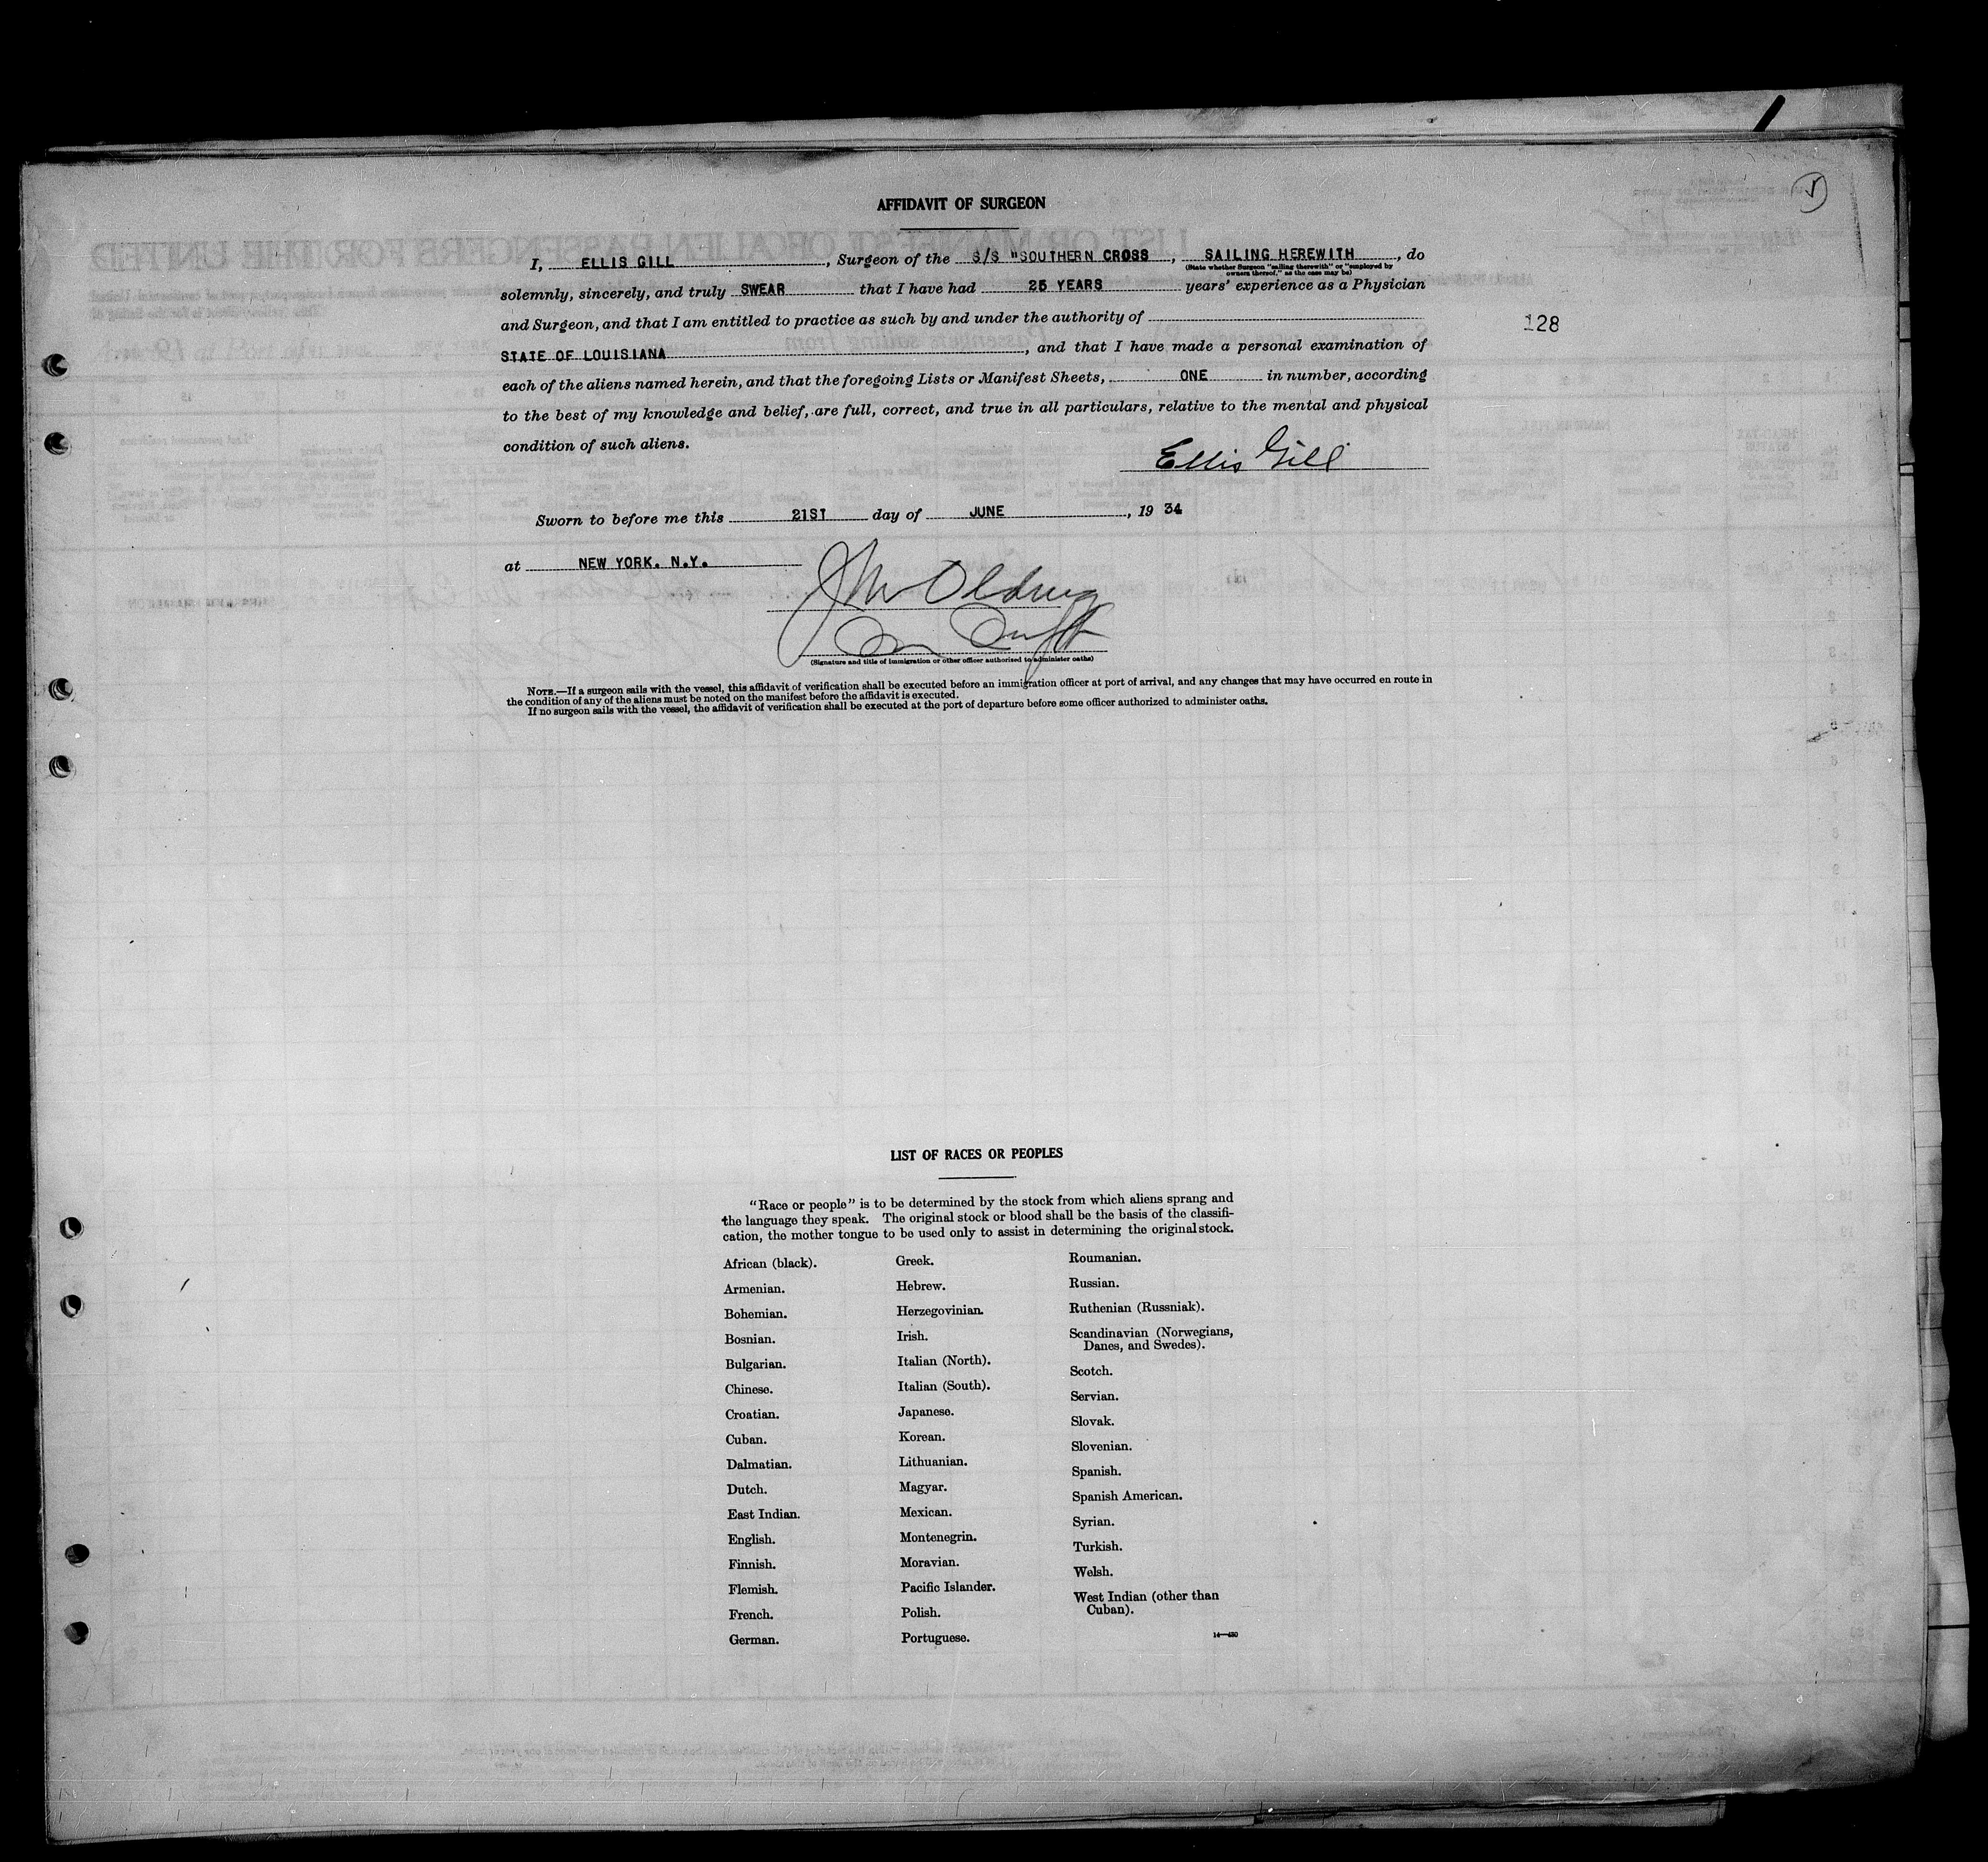 AFFIDAVIT OF SURGEON
I, ELLIS GILL, Surgeon of the S/S "SOUTHERN CROSS, SAILING HEREWITH, do
(State whether Surgeon "sailing therewith" or "employed by
owners thereof," as the case may be)
solemnly, sincerely, and truly SWEAR that I have had 25 YEARS years' experience as a Physician
and Surgeon, and that I am entitled to practice as such by and under the authority of
128
STATE OF LOUISIANA, and that I have made a personal examination of
each of the aliens named herein, and that the foregoing Lists or Manifest Sheets, ONE in number, according
to the best of my knowledge and belief, are full, correct, and true in all particulars, relative to the mental and physical
condition of such aliens.
Ellis Gill
Sworn to before me this 21ST day of JUNE, 19 34
at NEW YORK. N.Y.
(Signature and title of immigration or other officer authorized to administer oaths)
NOTE.—If a surgeon sails with the vessel, this affidavit of verification shall be executed before an immigration officer at port of arrival, and any changes that may have occurred en route in
the condition of any of the aliens must be noted on the manifest before the affidavit is executed.
If no surgeon sails with the vessel, the affidavit of verification shall be executed at the port of departure before some officer authorized to administer oaths.
LIST OF RACES OR PEOPLES
"Race or people" is to be determined by the stock from which aliens sprang and
the language they speak. The original stock or blood shall be the basis of the classifi-
cation, the mother tongue to be used only to assist in determining the original stock.
African (black).
Armenian.
Bohemian.
Bosnian.
Bulgarian.
Chinese.
Croatian.
Cuban.
Dalmatian.
Dutch.
East Indian.
English.
Finnish.
Flemish.
French.
German.
Greek.
Hebrew.
Herzegovinian.
Irish.
Italian (North).
Italian (South).
Japanese.
Korean.
Lithuanian.
Magyar.
Mexican.
Montenegrin.
Moravian.
Pacific Islander.
Polish.
Portuguese.
Roumanian.
Russian.
Ruthenian (Russniak).
Scandinavian (Norwegians,
Danes, and Swedes).
Scotch.
Servian.
Slovak.
Slovenian.
Spanish.
Spanish American.
Syrian.
Turkish.
Welsh.
West Indian (other than
Cuban).